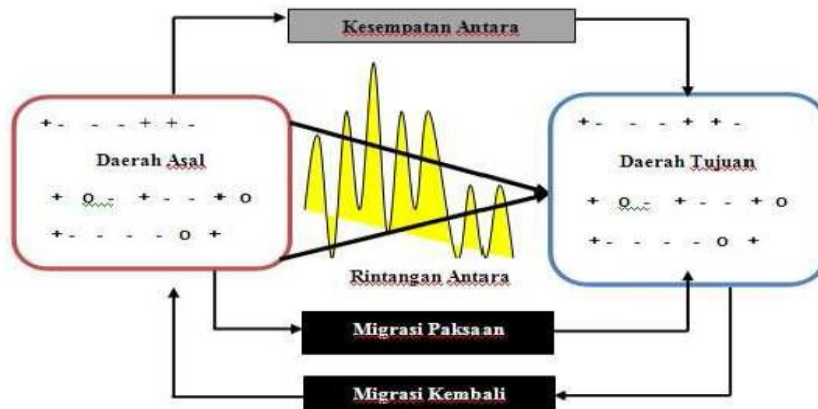 Kesempatan Antara
+- - - + + -
Daerah Asal
+ O - + - - + O
+- - - - O +
+- - - + + -
Daerah Tujuan
+ O - + - - + O
+- - - - O +
Rintangan Antara
Migrasi Paksaan
Migrasi Kembali